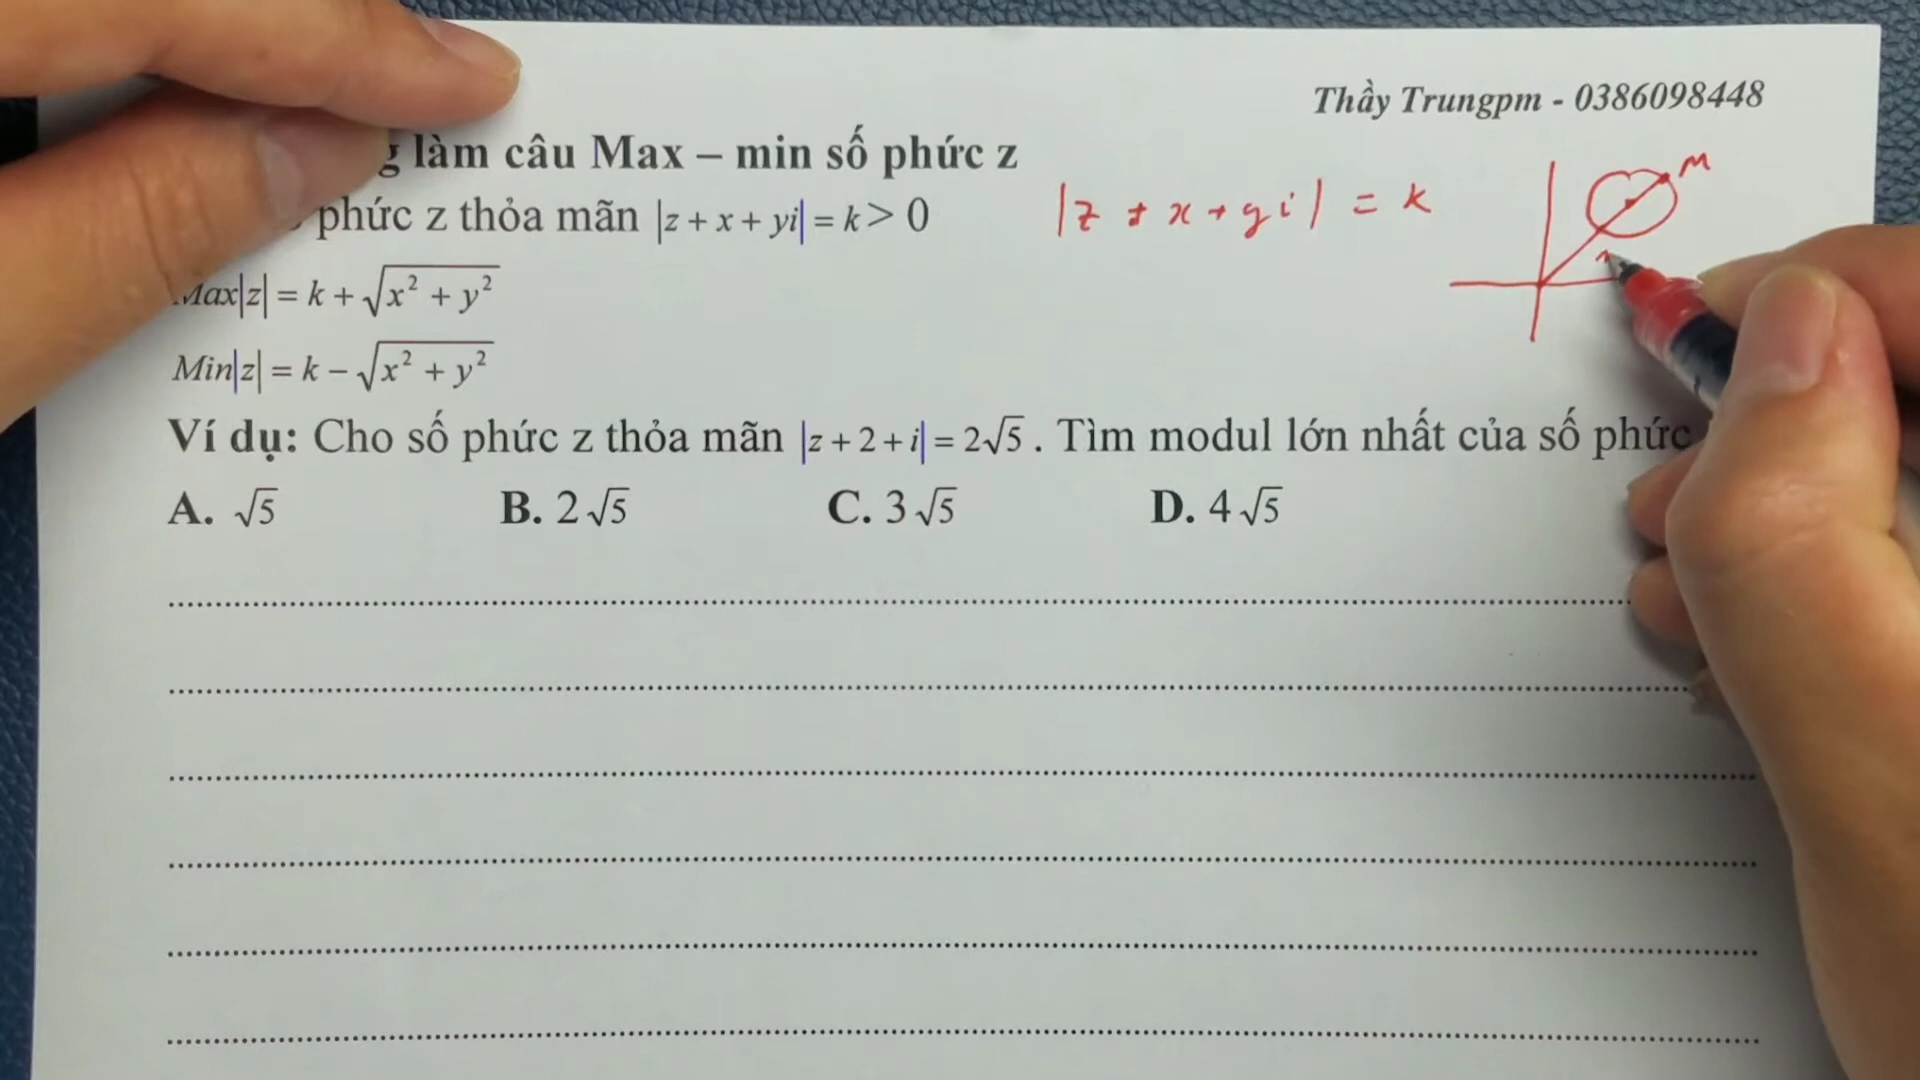 Thầy Trungpm - 0386098448
làm câu Max – min số phức z
phức z thỏa mãn |z + x + yi| = k > 0
|z + x + yi| = k
M
Max|z| = k + √(x² + y²)
Min|z| = k − √(x² + y²)
Ví dụ: Cho số phức z thỏa mãn |z + 2 + i| = 2√5 . Tìm modul lớn nhất của số phức
A. √5 B. 2√5 C. 3√5 D. 4√5